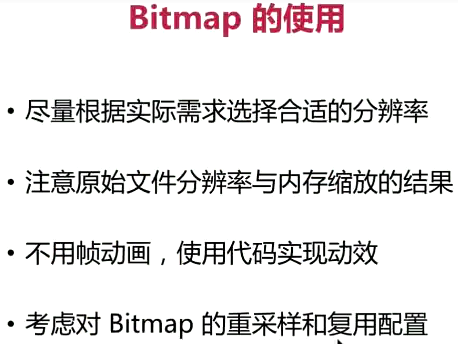 Bitmap 的使用
• 尽量根据实际需求选择合适的分辨率
• 注意原始文件分辨率与内存缩放的结果
• 不用帧动画，使用代码实现动效
• 考虑对 Bitmap 的重采样和复用配置